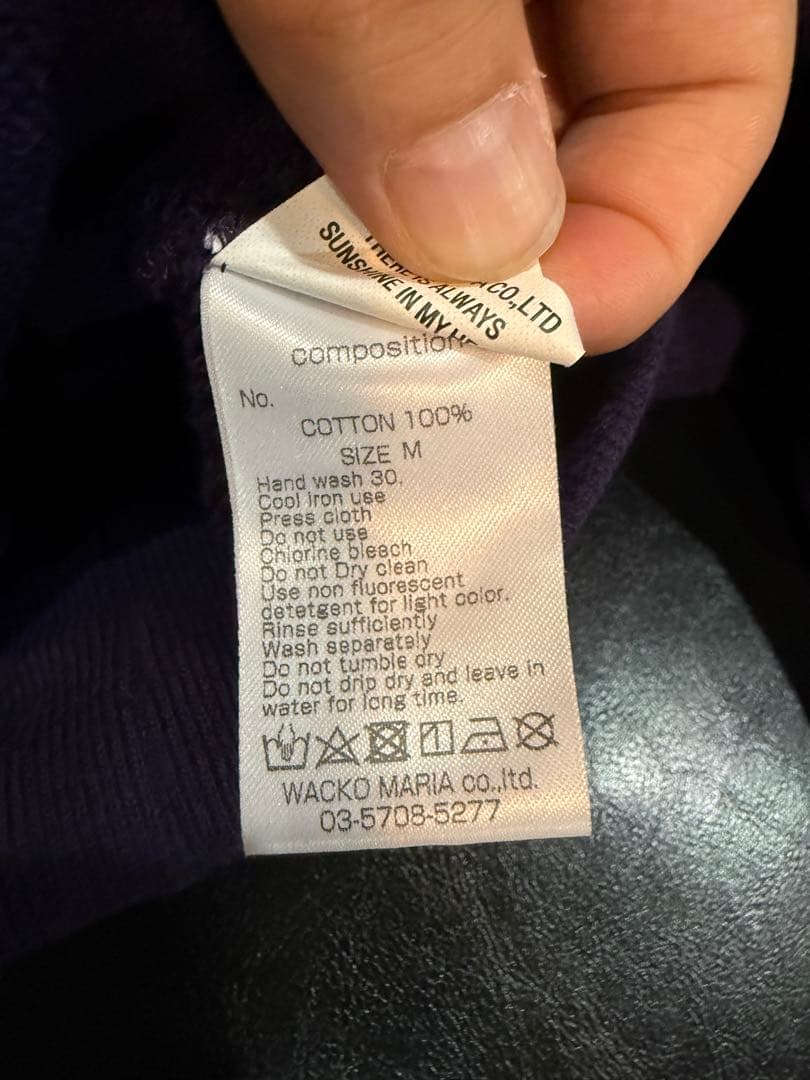 CO.,LTD
ALWAYS
SUNSHINE IN MY
composition
No.
COTTON 100%
SIZE M
Hand wash 30.
Cool iron use
Press cloth
Do not use
Chlorine bleach
Do not Dry clean
Use non fluorescent
detetgent for light color.
Rinse sufficiently
Wash separately
Do not tumble dry
Do not drip dry and leave in
water for long time.
WACKO MARIA co.,ltd.
03-5708-5277